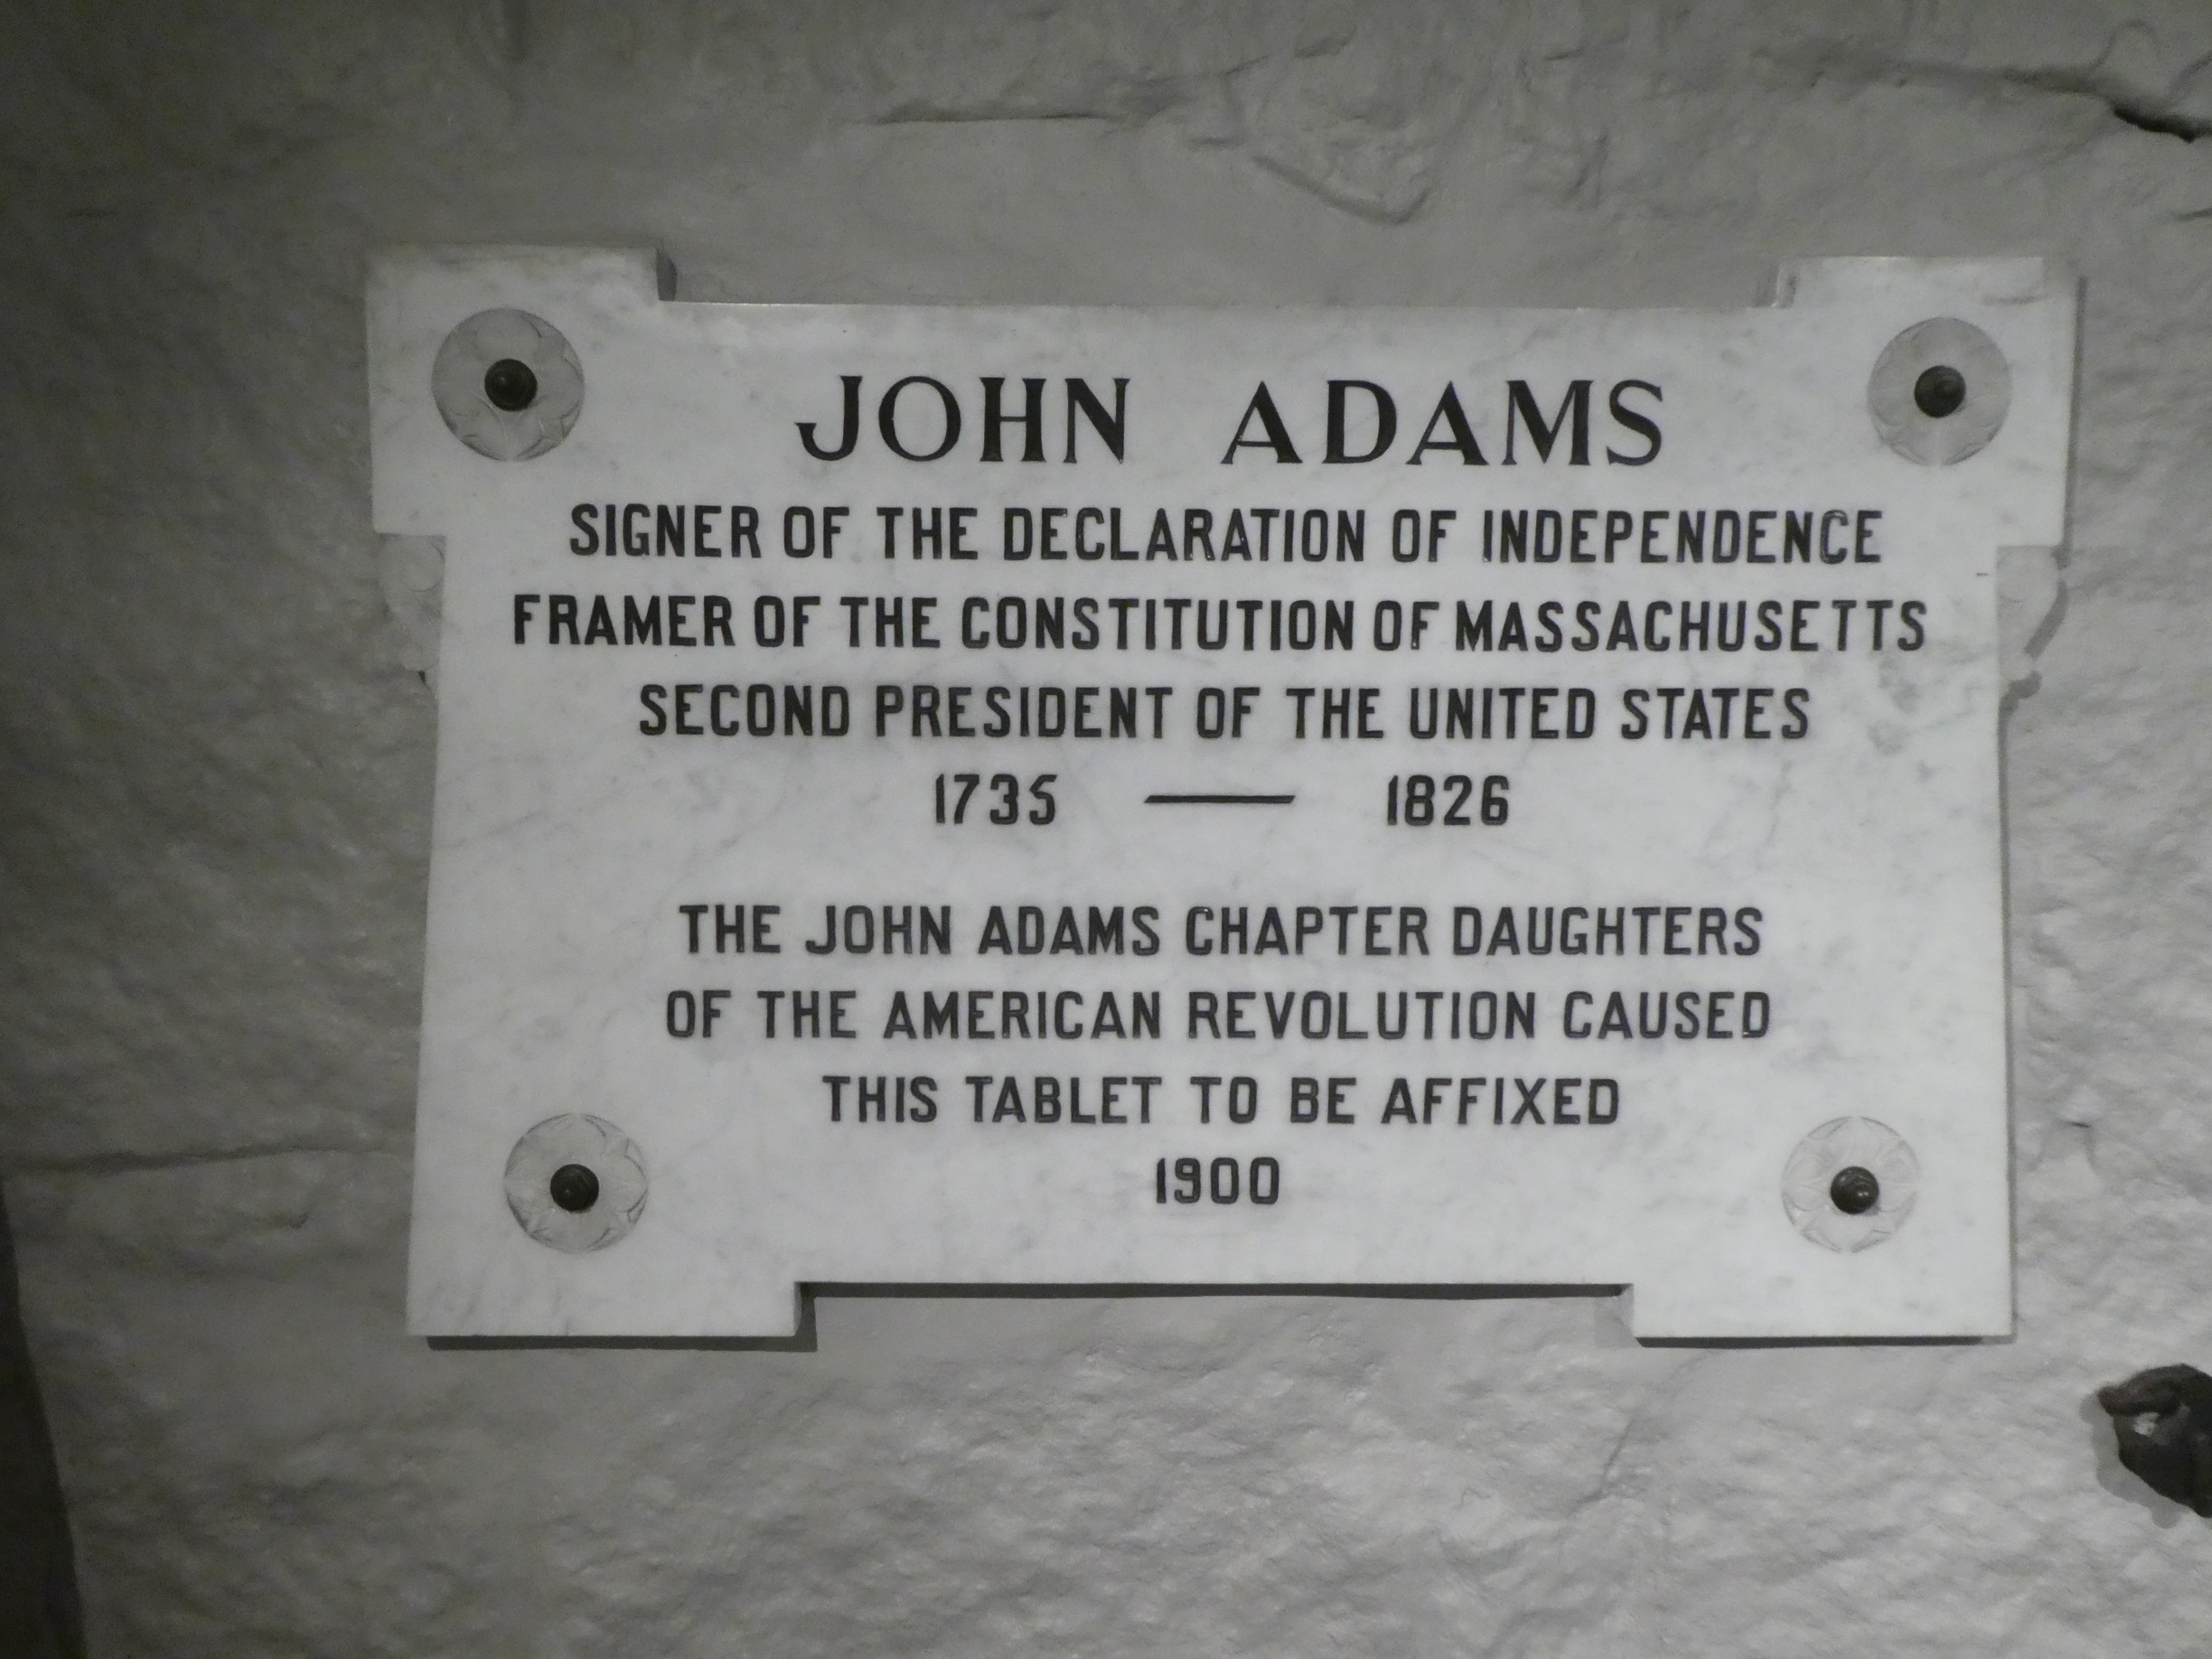 JOHN ADAMS
SIGNER OF THE DECLARATION OF INDEPENDENCE
FRAMER OF THE CONSTITUTION OF MASSACHUSETTS
SECOND PRESIDENT OF THE UNITED STATES
1735 — 1826
THE JOHN ADAMS CHAPTER DAUGHTERS
OF THE AMERICAN REVOLUTION CAUSED
THIS TABLET TO BE AFFIXED
1900